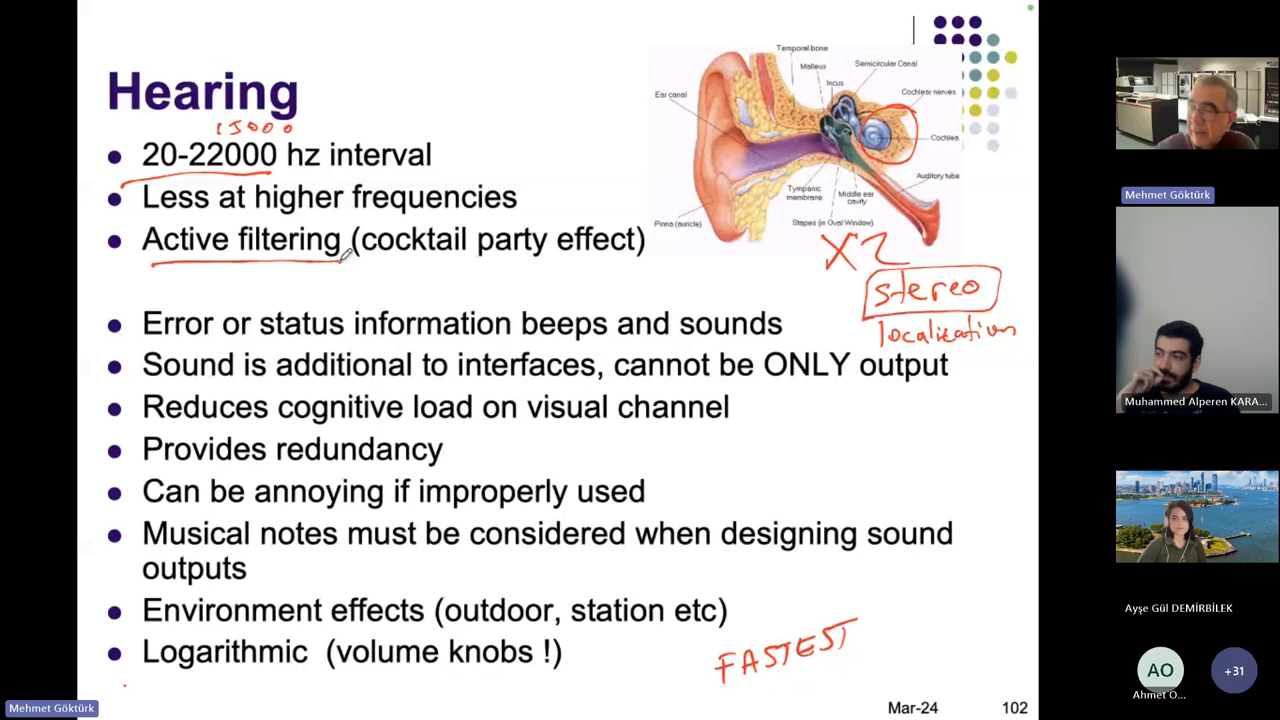 Hearing
15000
20-22000 hz interval
Less at higher frequencies
Active filtering (cocktail party effect)
Error or status information beeps and sounds
Sound is additional to interfaces, cannot be ONLY output
Reduces cognitive load on visual channel
Provides redundancy
Can be annoying if improperly used
Musical notes must be considered when designing sound
outputs
Environment effects (outdoor, station etc)
Logarithmic (volume knobs !)
Temporal bone
Malleus
Semicircular Canal
Incus
Ear canal
Cochlear nerves
Cochlea
Auditory tube
Tympanic
membrane
Middle ear
cavity
Pinna (auricle)
Stapes (in Oval Window)
X2
stereo
localization
FASTEST
Mar-24
102
Mehmet Göktürk
Mehmet Göktürk
Muhammed Alperen KARA...
Ayşe Gül DEMİRBİLEK
AO
Ahmet O...
+31